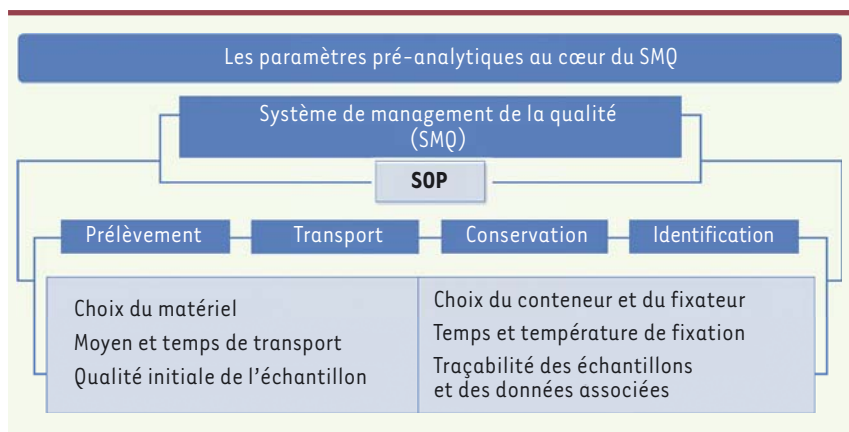 Les paramètres pré-analytiques au cœur du SMQ
Système de management de la qualité
(SMQ)
SOP
Prélèvement
Transport
Conservation
Identification
Choix du matériel
Moyen et temps de transport
Qualité initiale de l'échantillon
Choix du conteneur et du fixateur
Temps et température de fixation
Traçabilité des échantillons
et des données associées